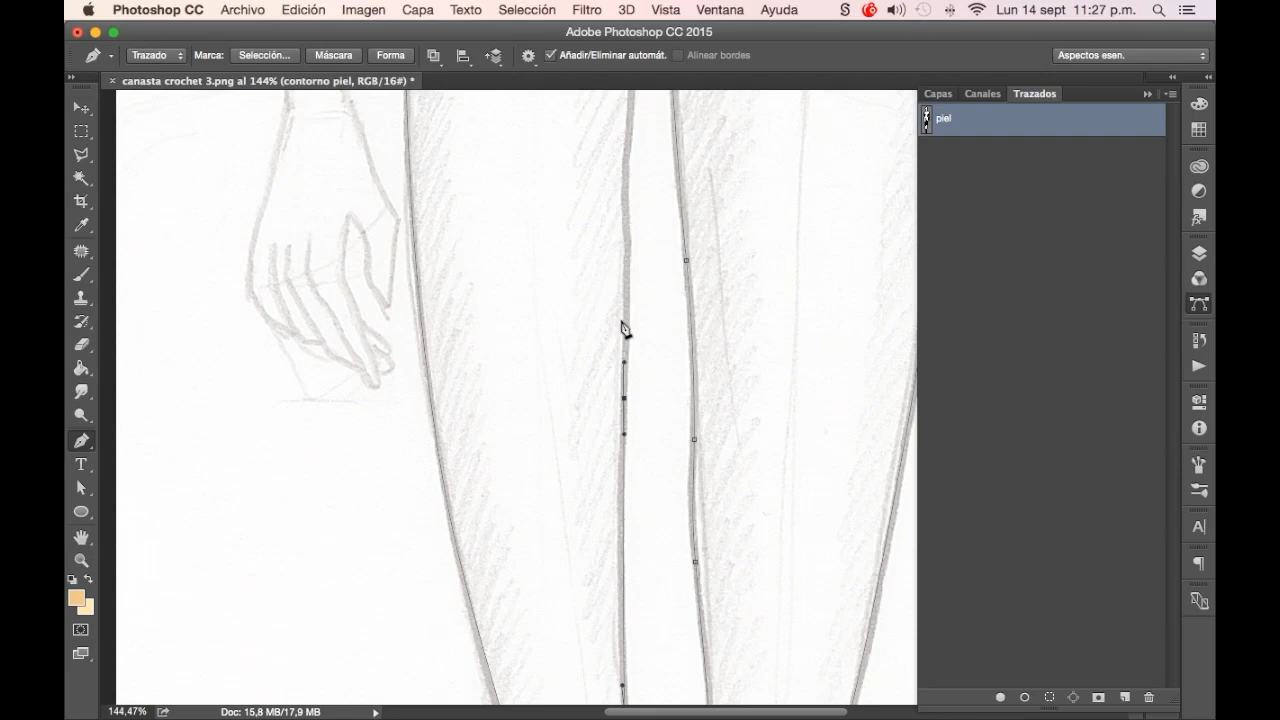 Photoshop CC Archivo Edición Imagen Capa Texto Selección Filtro 3D Vista Ventana Ayuda Lun 14 sept 11:27 p.m.
Adobe Photoshop CC 2015
Trazado Marca: Selección... Máscara Forma Añadir/Eliminar automát. Alinear bordes Aspectos esen.
× canasta crochet 3.png al 144% (contorno piel, RGB/16#) *
Capas Canales Trazados
piel
144,47% Doc: 15,8 MB/17,9 MB